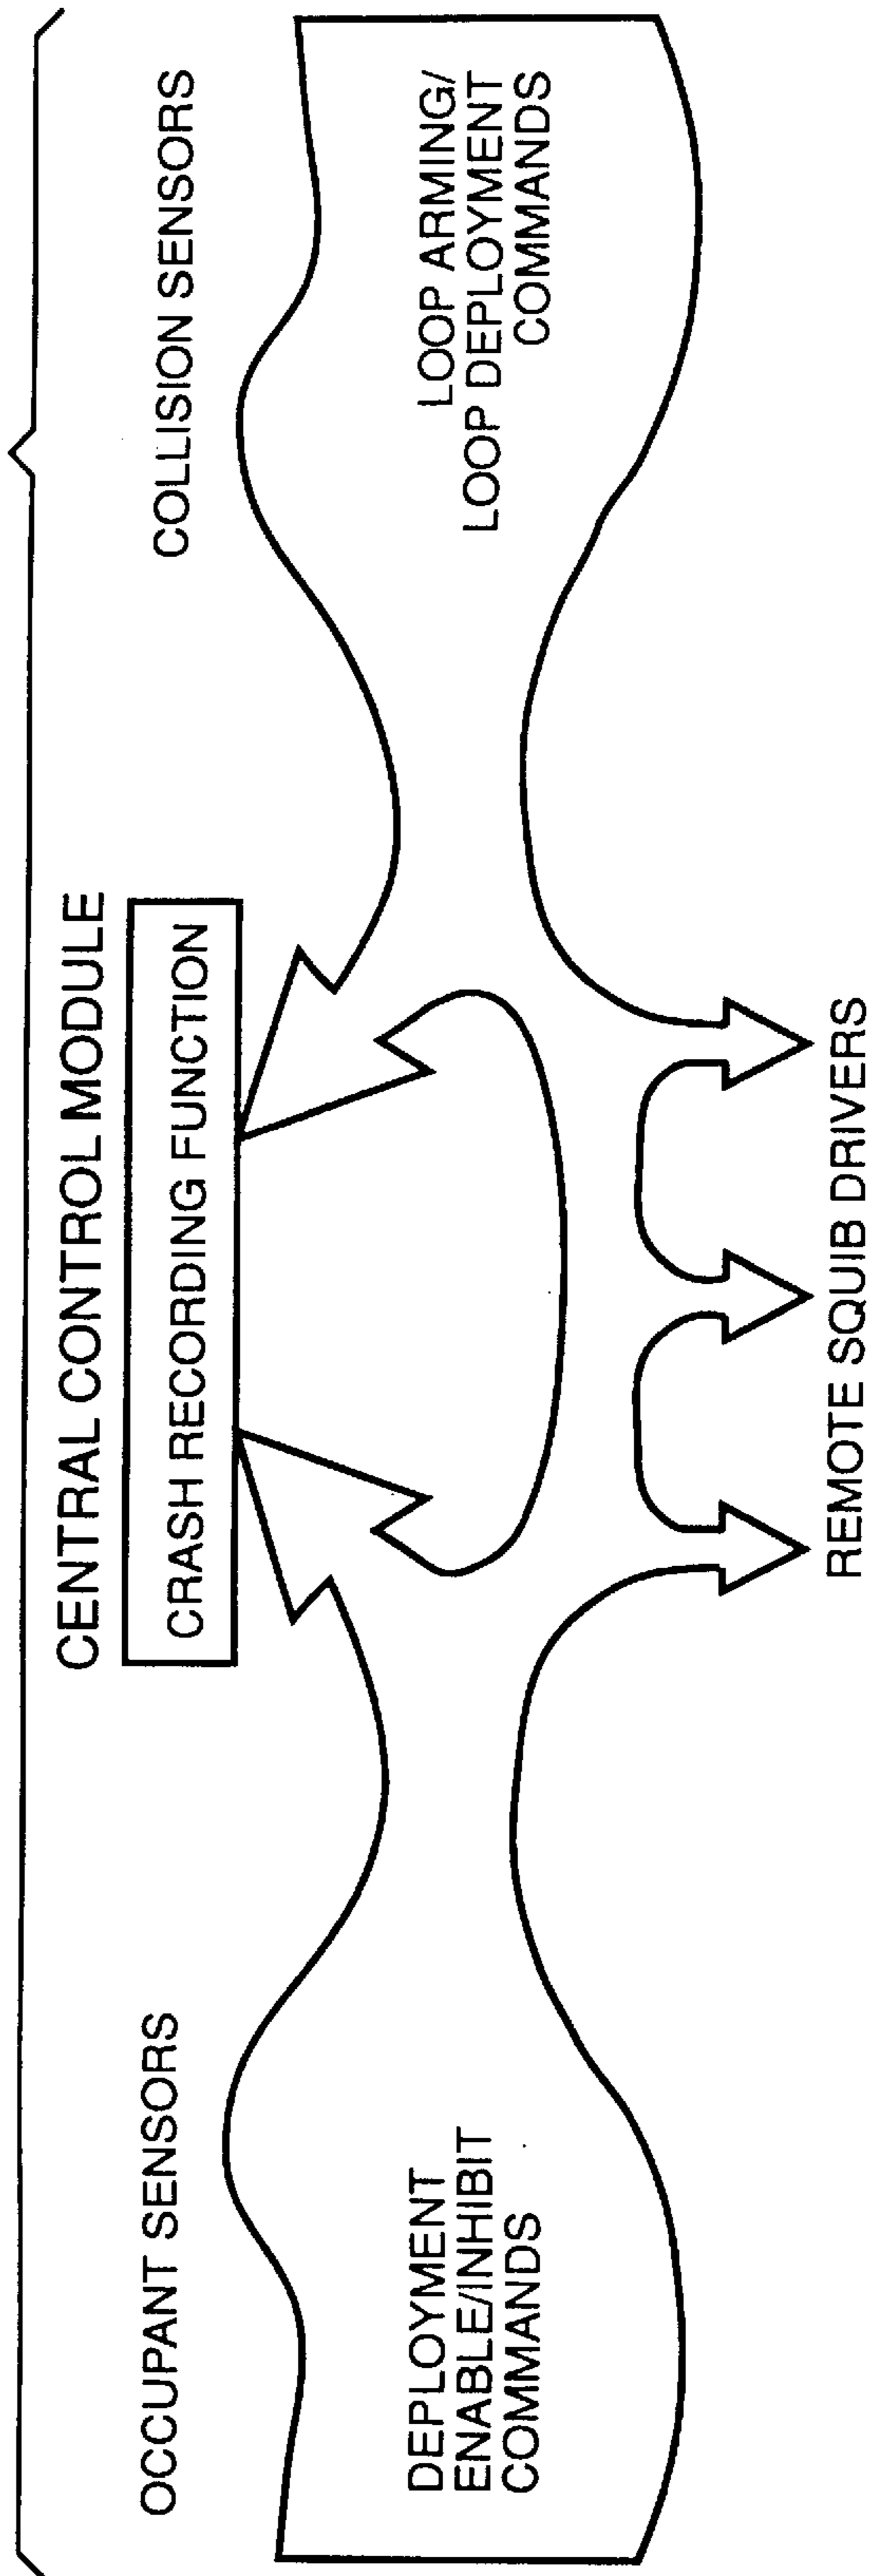 CENTRAL CONTROL MODULE
OCCUPANT SENSORS
CRASH RECORDING FUNCTION
COLLISION SENSORS
DEPLOYMENT
ENABLE/INHIBIT
COMMANDS
LOOP ARMING/
LOOP DEPLOYMENT
COMMANDS
REMOTE SQUIB DRIVERS